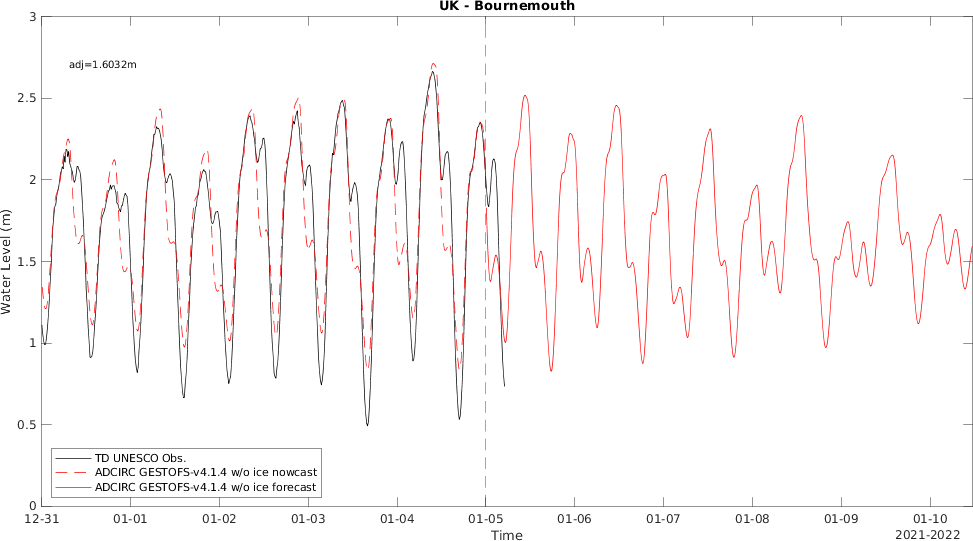 UK - Bournemouth
adj=1.6032m
Water Level (m)
3
2.5
2
1.5
1
0.5
0
TD UNESCO Obs.
ADCIRC GESTOFS-v4.1.4 w/o ice nowcast
ADCIRC GESTOFS-v4.1.4 w/o ice forecast
12-31 01-01 01-02 01-03 01-04 01-05 01-06 01-07 01-08 01-09 01-10
Time
2021-2022